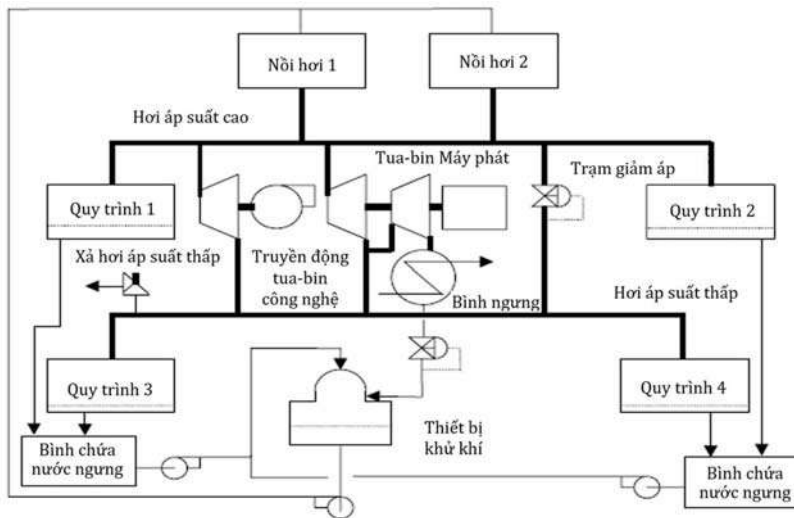 Nồi hơi 1
Nồi hơi 2
Hơi áp suất cao
Tua-bin Máy phát
Trạm giảm áp
Quy trình 1
Quy trình 2
Xả hơi áp suất thấp
Truyền động
tua-bin
công nghệ
Bình ngưng
Hơi áp suất thấp
Quy trình 3
Quy trình 4
Thiết bị
khử khí
Bình chứa
nước ngưng
Bình chứa
nước ngưng